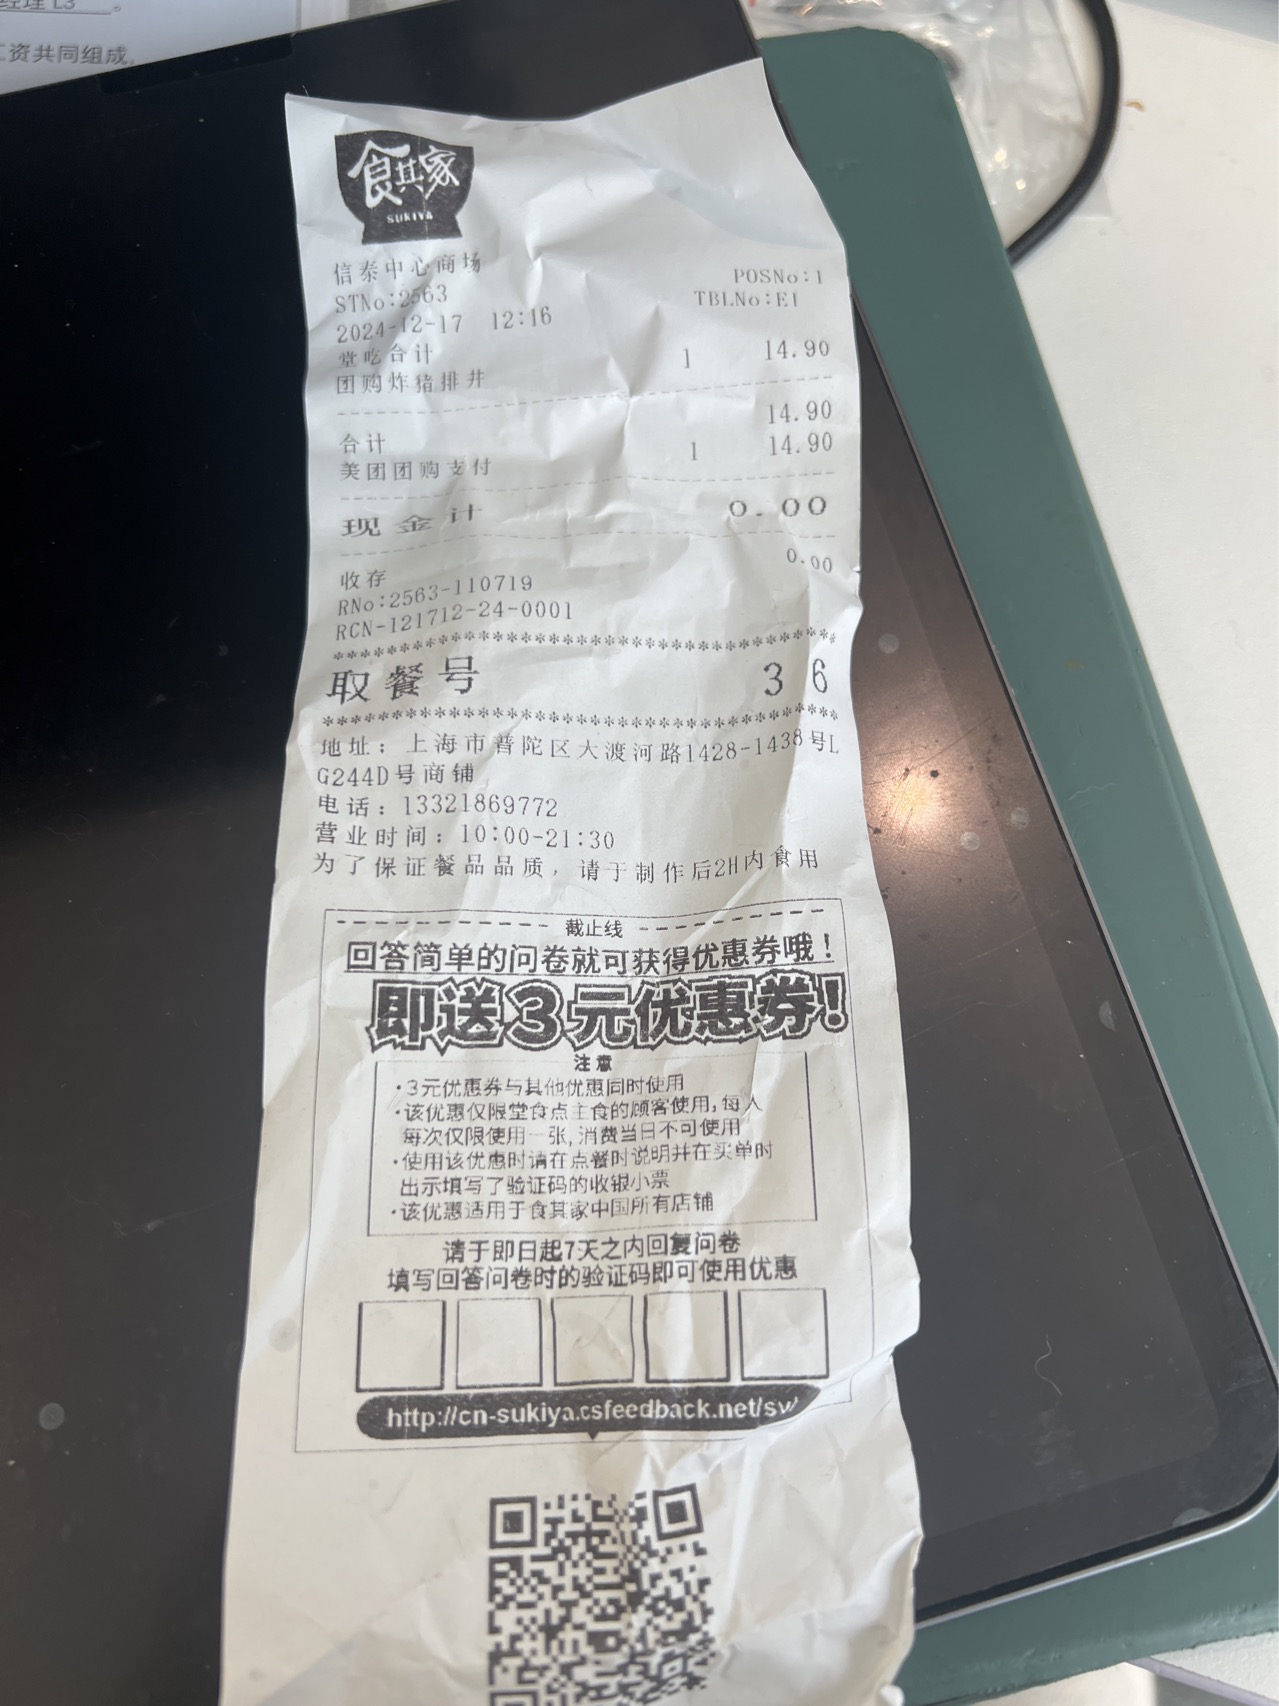 经理L3
资共同组成,
食其家
SUKIYA
信泰中心商场
STNo:2563 POSNo:1
2024-12-17 12:16 TBLNo:E1
堂吃合计 1 14.90
团购炸猪排丼
14.90
合计
美团团购支付 1 14.90
现金计 0.00
收存 0.00
RNo:2563-110719
RCN-121712-24-0001
****************************************
取餐号 36
****************************************
地址：上海市普陀区大渡河路1428-1438号L
G244D号商铺
电话：13321869772
营业时间：10:00-21:30
为了保证餐品品质，请于制作后2H内食用
截止线
回答简单的问卷就可获得优惠券哦！
即送3元优惠券!
注意
·3元优惠券与其他优惠同时使用
·该优惠仅限堂食点主食的顾客使用,每人
每次仅限使用一张,消费当日不可使用
·使用该优惠时请在点餐时说明并在买单时
出示填写了验证码的收银小票
·该优惠适用于食其家中国所有店铺
请于即日起7天之内回复问卷
填写回答问卷时的验证码即可使用优惠
http://cn-sukiya.csfeedback.net/sv/